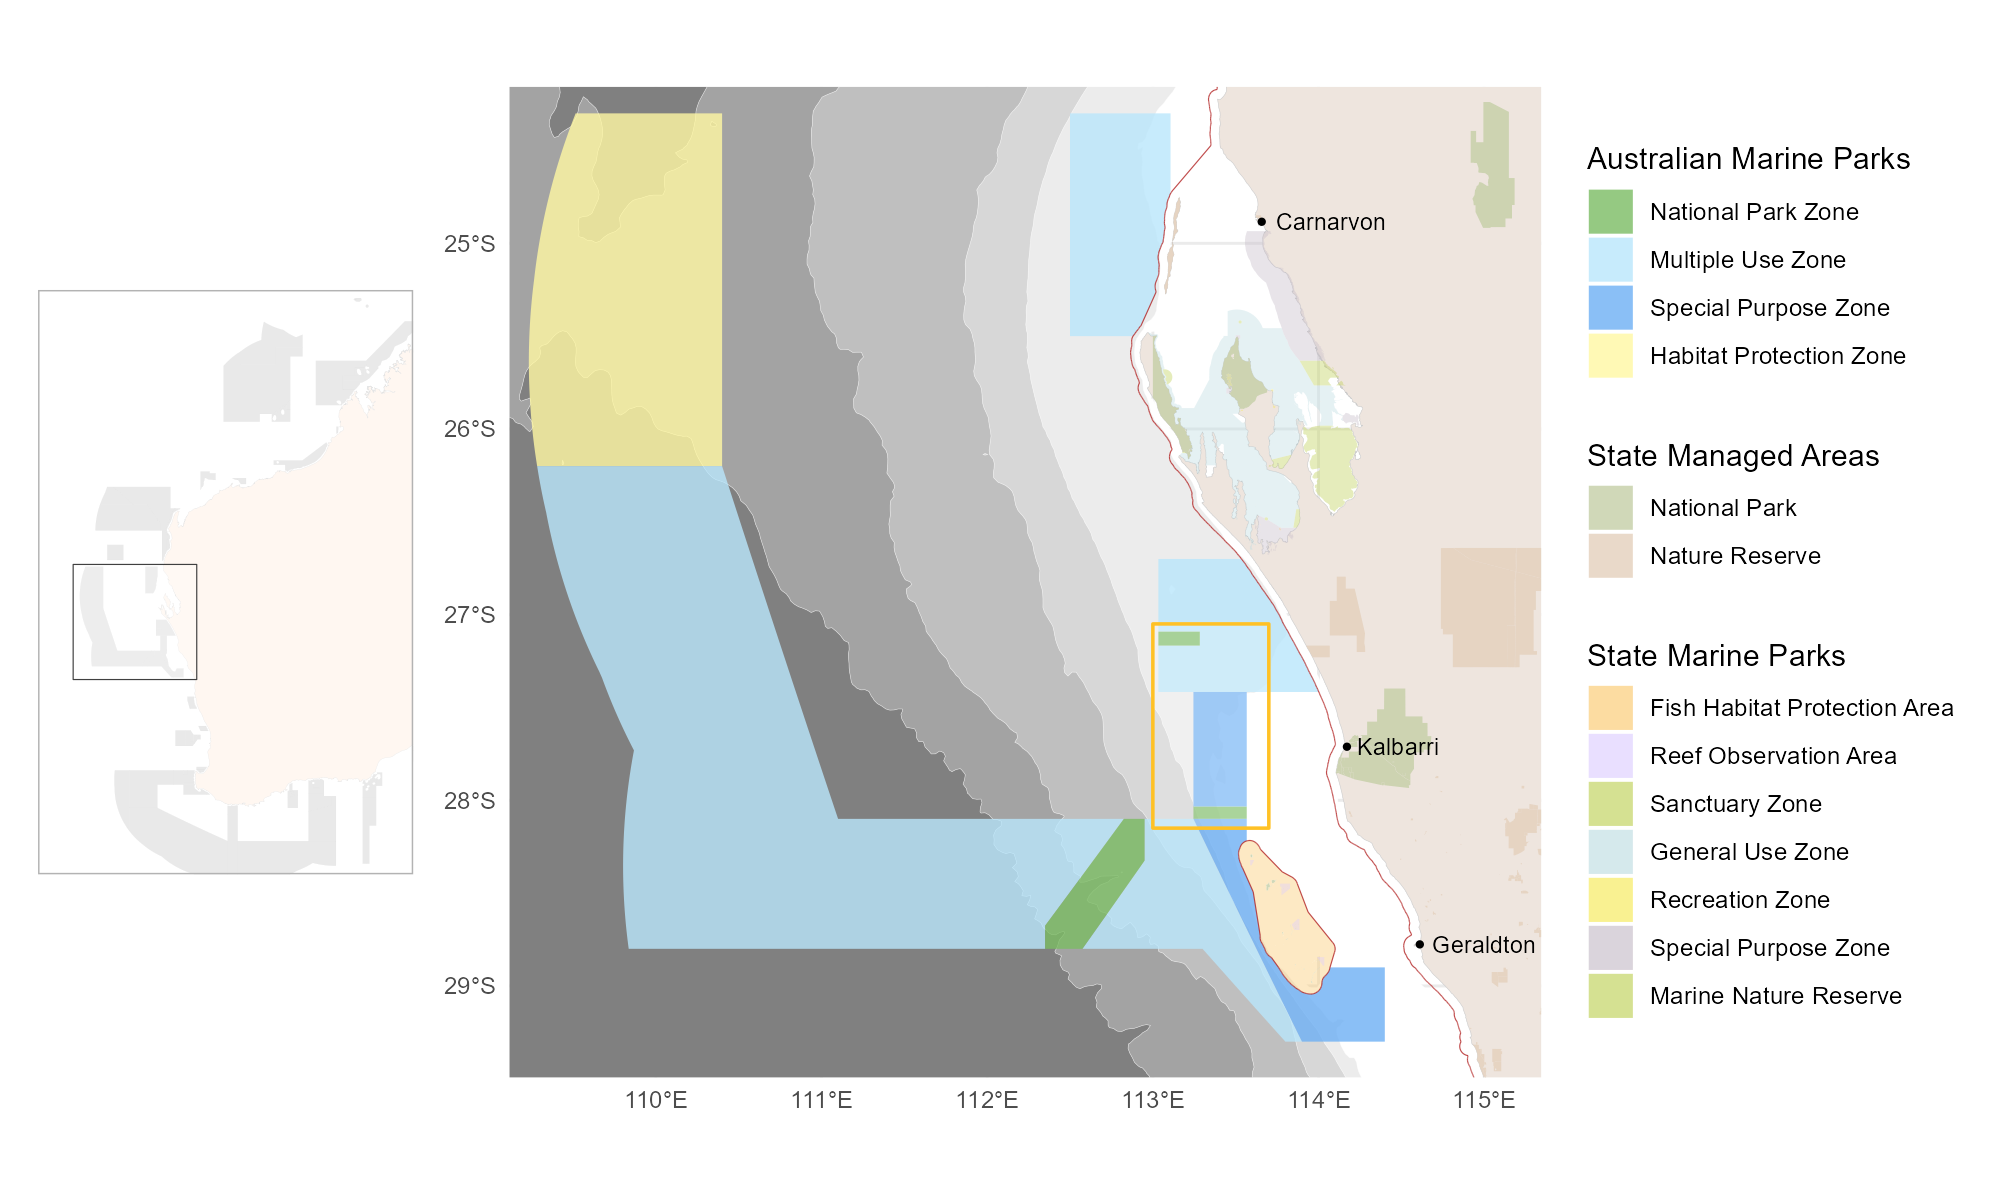 25°S
26°S
27°S
28°S
29°S
110°E
111°E
112°E
113°E
114°E
115°E
Carnarvon
Kalbarri
Geraldton
Australian Marine Parks
National Park Zone
Multiple Use Zone
Special Purpose Zone
Habitat Protection Zone
State Managed Areas
National Park
Nature Reserve
State Marine Parks
Fish Habitat Protection Area
Reef Observation Area
Sanctuary Zone
General Use Zone
Recreation Zone
Special Purpose Zone
Marine Nature Reserve